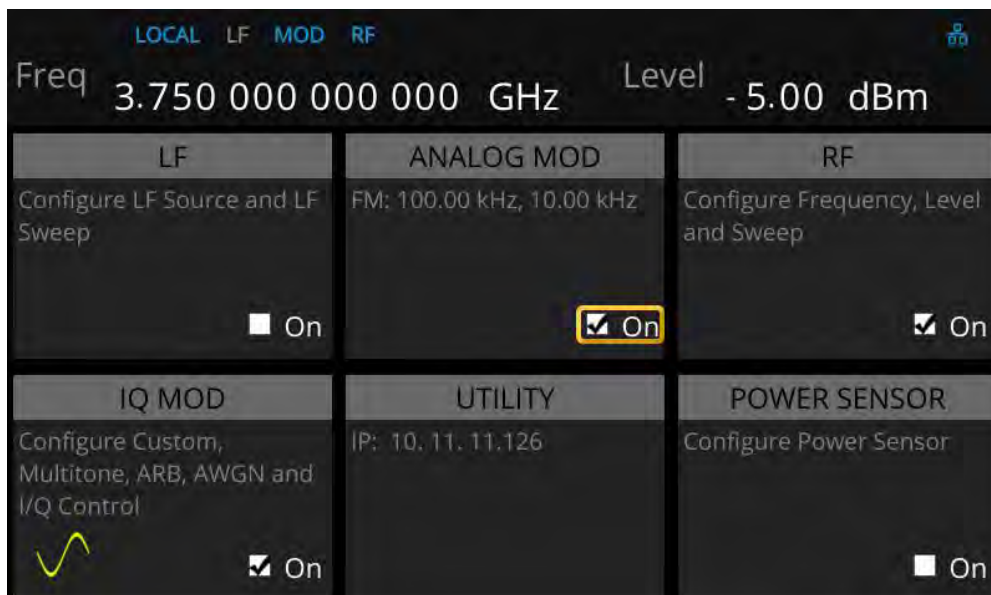 LOCAL LF MOD RF
Freq 3.750 000 000 000 GHz Level - 5.00 dBm
LF
Configure LF Source and LF
Sweep
On
ANALOG MOD
FM: 100.00 kHz, 10.00 kHz
On
RF
Configure Frequency, Level
and Sweep
On
IQ MOD
Configure Custom,
Multitone, ARB, AWGN and
I/Q Control
On
UTILITY
IP: 10. 11. 11.126
POWER SENSOR
Configure Power Sensor
On